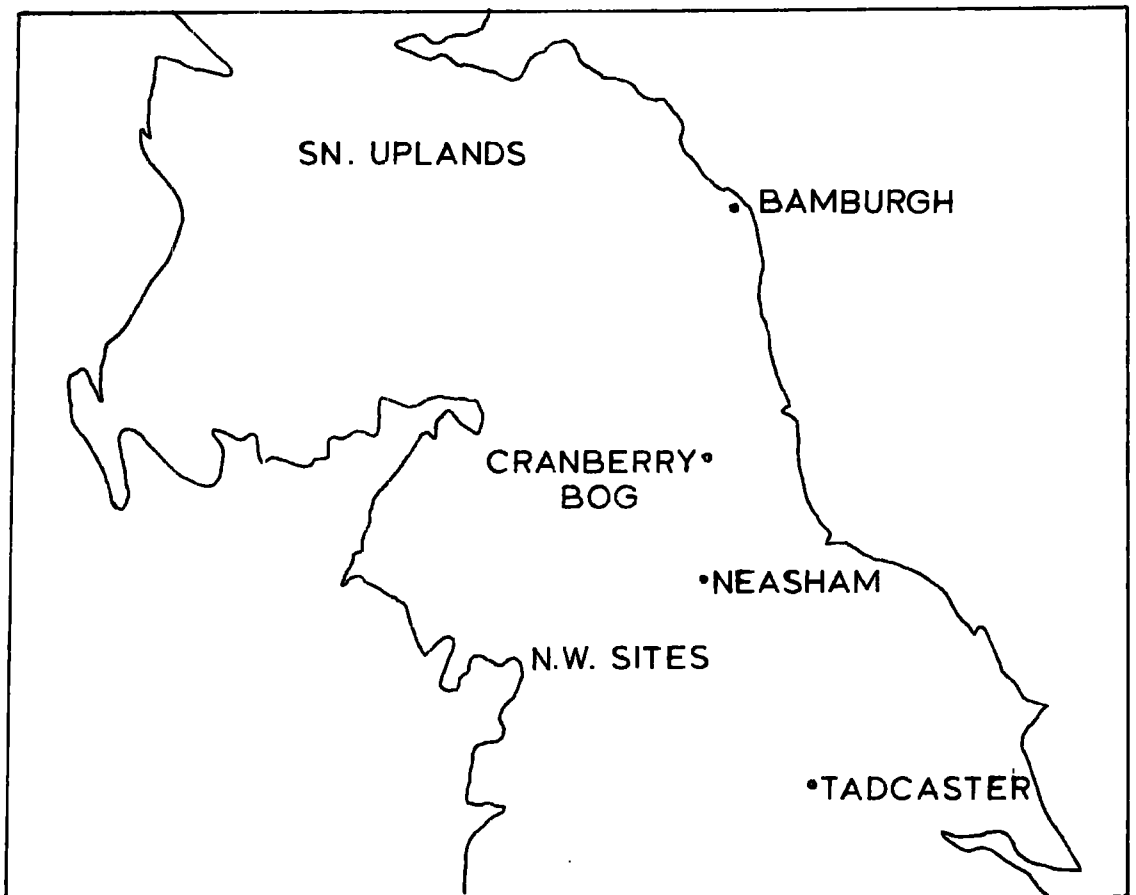 SN. UPLANDS
BAMBURGH
CRANBERRY
BOG
NEASHAM
N.W. SITES
TADCASTER